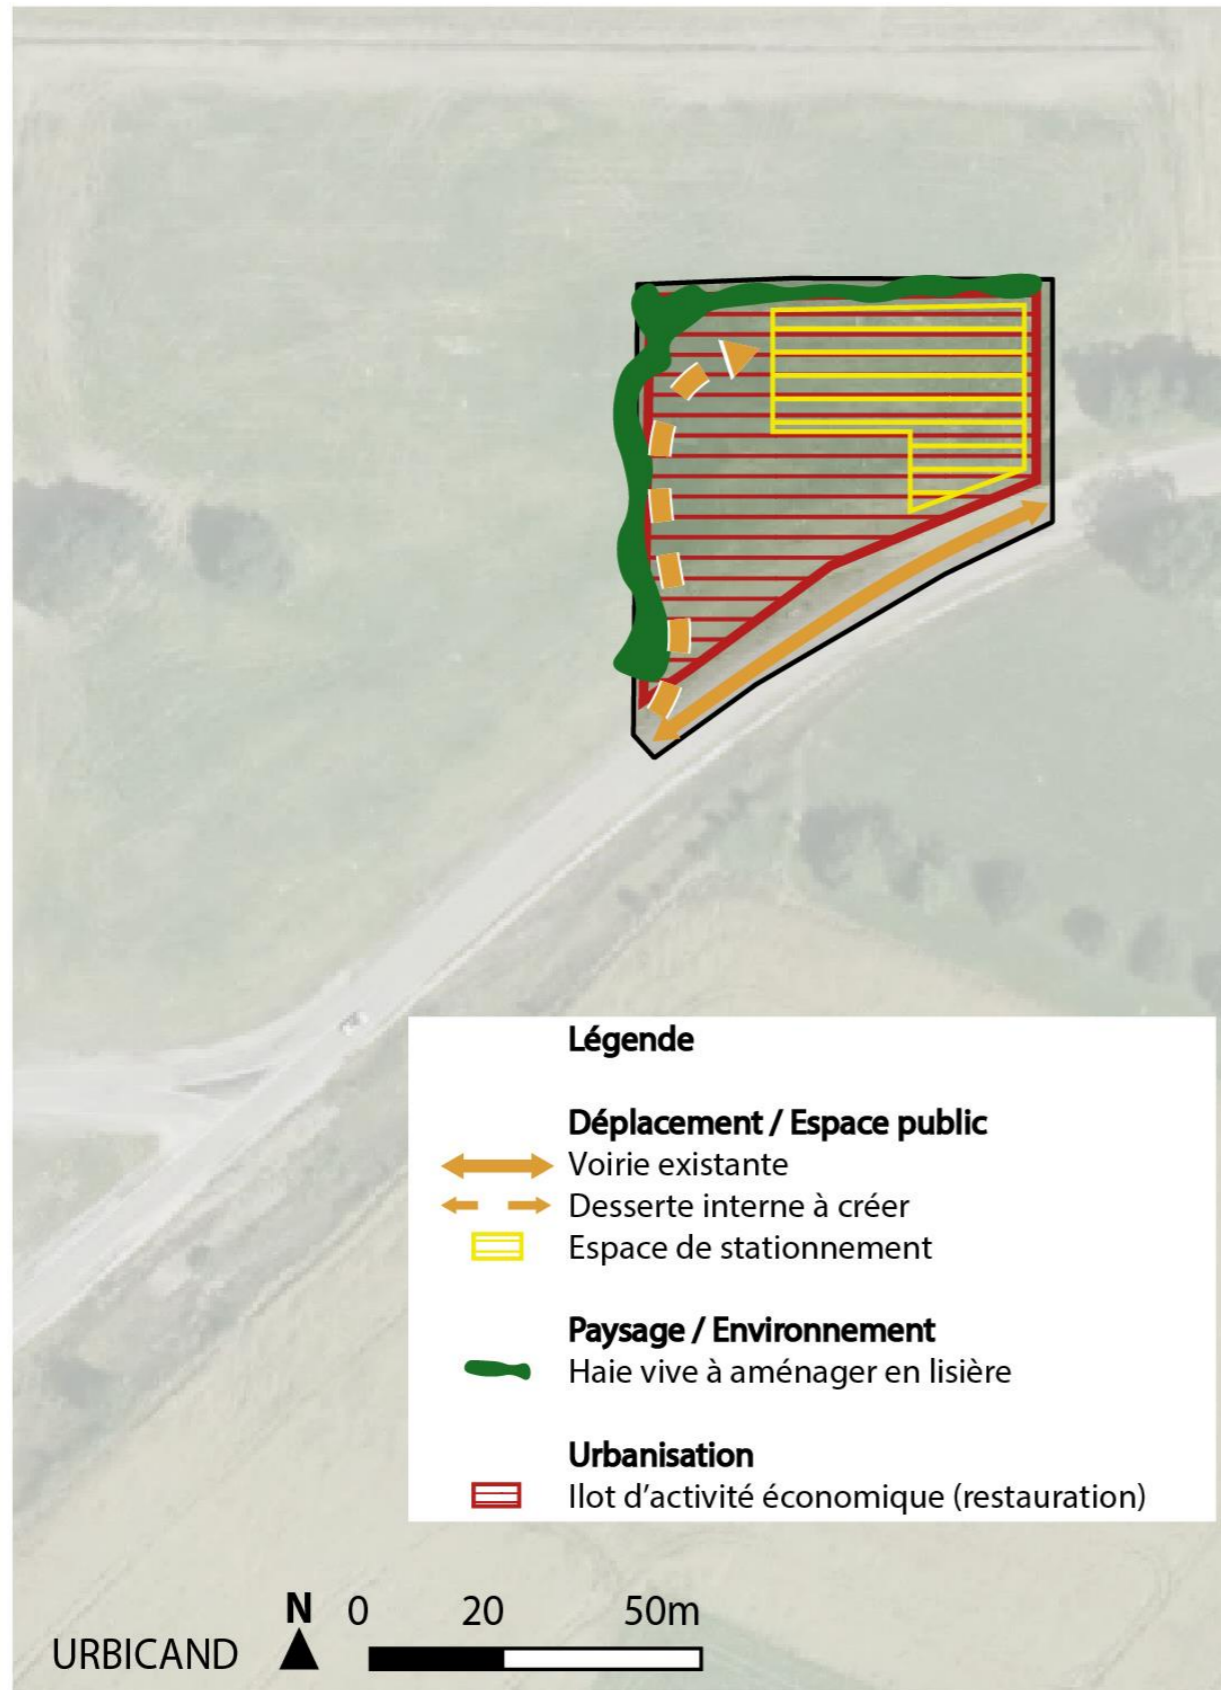 Légende
Déplacement / Espace public
Voirie existante
Desserte interne à créer
Espace de stationnement
Paysage / Environnement
Haie vive à aménager en lisière
Urbanisation
Ilot d'activité économique (restauration)
URBICAND N 0 20 50m